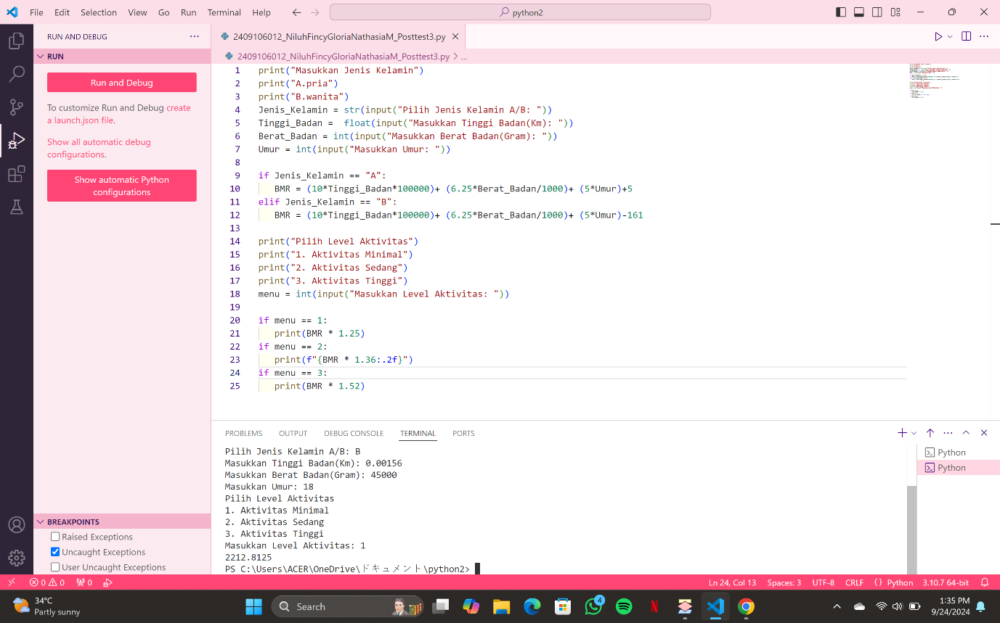 File Edit Selection View Go Run Terminal Help
python2
RUN AND DEBUG
RUN
Run and Debug
To customize Run and Debug create
a launch.json file.
Show all automatic debug
configurations.
Show automatic Python
configurations
2409106012_NiluhFincyGloriaNathasiaM_Posttest3.py
2409106012_NiluhFincyGloriaNathasiaM_Posttest3.py > ...
1 print("Masukkan Jenis Kelamin")
2 print("A.pria")
3 print("B.wanita")
4 Jenis_Kelamin = str(input("Pilih Jenis Kelamin A/B: "))
5 Tinggi_Badan =  float(input("Masukkan Tinggi Badan(Km): "))
6 Berat_Badan = int(input("Masukkan Berat Badan(Gram): "))
7 Umur = int(input("Masukkan Umur: "))
8
9 if Jenis_Kelamin == "A":
10    BMR = (10*Tinggi_Badan*100000)+ (6.25*Berat_Badan/1000)+ (5*Umur)+5
11 elif Jenis_Kelamin == "B":
12    BMR = (10*Tinggi_Badan*100000)+ (6.25*Berat_Badan/1000)+ (5*Umur)-161
13
14 print("Pilih Level Aktivitas")
15 print("1. Aktivitas Minimal")
16 print("2. Aktivitas Sedang")
17 print("3. Aktivitas Tinggi")
18 menu = int(input("Masukkan Level Aktivitas: "))
19
20 if menu == 1:
21    print(BMR * 1.25)
22 if menu == 2:
23    print(f"{BMR * 1.36:.2f}")
24 if menu == 3:
25    print(BMR * 1.52)
PROBLEMS OUTPUT DEBUG CONSOLE TERMINAL PORTS
Pilih Jenis Kelamin A/B: B
Masukkan Tinggi Badan(Km): 0.00156
Masukkan Berat Badan(Gram): 45000
Masukkan Umur: 18
Pilih Level Aktivitas
1. Aktivitas Minimal
2. Aktivitas Sedang
3. Aktivitas Tinggi
Masukkan Level Aktivitas: 1
2212.8125
PS C:\Users\ACER\OneDrive\ドキュメント\python2>
Python
Python
BREAKPOINTS
Raised Exceptions
Uncaught Exceptions
User Uncaught Exceptions
0 0 0
Ln 24, Col 13 Spaces: 3 UTF-8 CRLF {} Python 3.10.7 64-bit
34°C
Partly sunny
Search
4
1:35 PM
9/24/2024